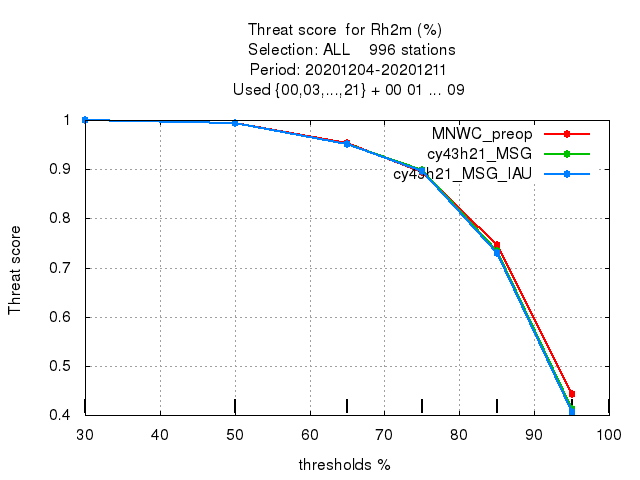 Threat score  for Rh2m (%)
Selection: ALL    996 stations
Period: 20201204-20201211
Used {00,03,...,21} + 00 01 ... 09
MNWC_preop
cy43h21_MSG
cy43h21_MSG_IAU
1
0.9
0.8
0.7
0.6
0.5
0.4
Threat score
30 40 50 60 70 80 90 100
thresholds %